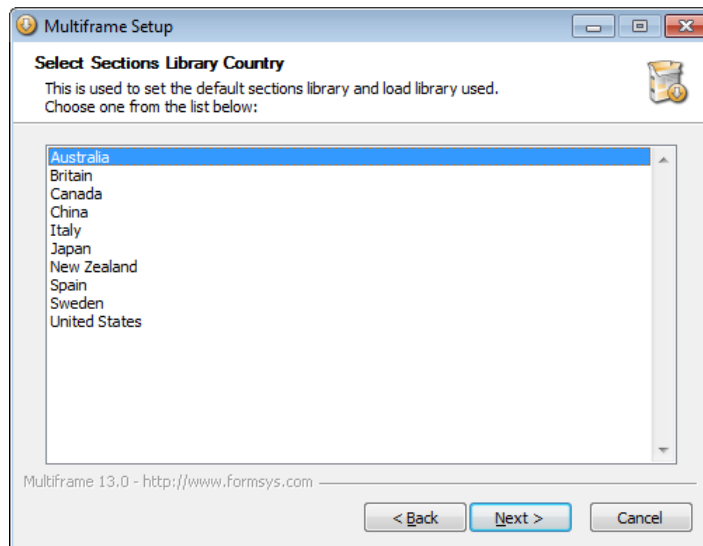 Multiframe Setup
Select Sections Library Country
This is used to set the default sections library and load library used.
Choose one from the list below:
Australia
Britain
Canada
China
Italy
Japan
New Zealand
Spain
Sweden
United States
Multiframe 13.0 - http://www.formsys.com
< Back Next > Cancel